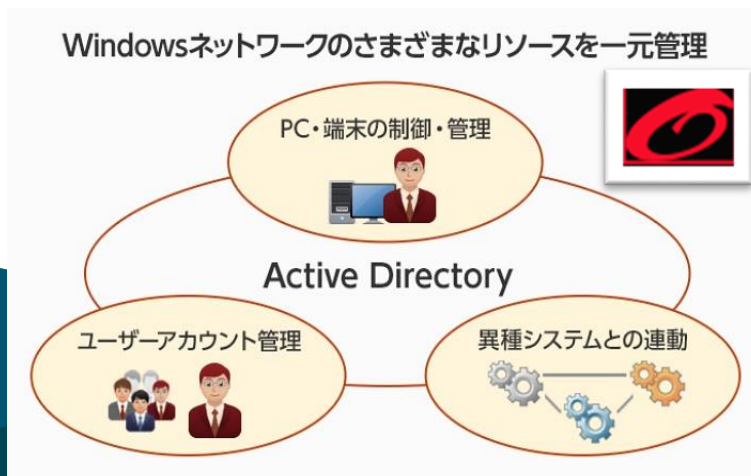 Windowsネットワークのさまざまなリソースを一元管理
PC・端末の制御・管理
Active Directory
ユーザーアカウント管理
異種システムとの連動